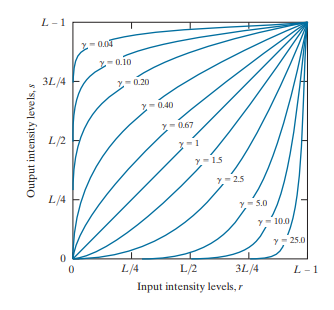 L − 1
γ = 0.04
γ = 0.10
3L/4
γ = 0.20
γ = 0.40
γ = 0.67
L/2
γ = 1
γ = 1.5
γ = 2.5
L/4
γ = 5.0
γ = 10.0
γ = 25.0
0
0 L/4 L/2 3L/4 L − 1
Input intensity levels, r
Output intensity levels, s